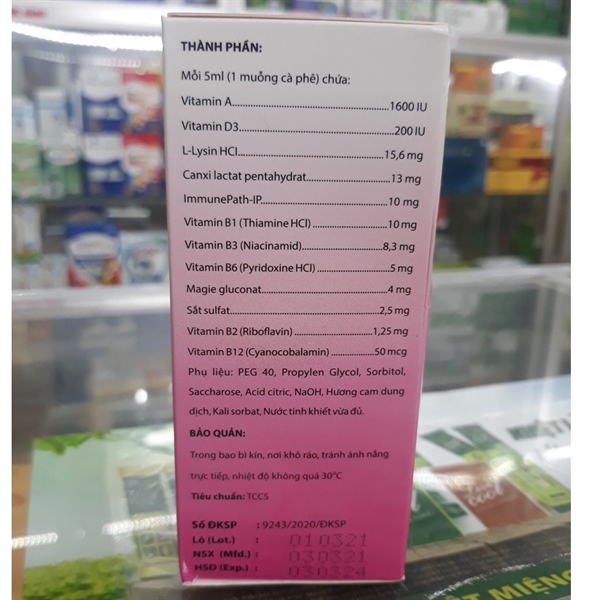 THÀNH PHẦN:
Mỗi 5ml (1 muỗng cà phê) chứa:
Vitamin A.....................................1600 IU
Vitamin D3....................................200 IU
L-Lysin HCl...................................15,6 mg
Canxi lactat pentahydrat......................13 mg
ImmunePath-IP.................................10 mg
Vitamin B1 (Thiamine HCl).....................10 mg
Vitamin B3 (Niacinamid).......................8,3 mg
Vitamin B6 (Pyridoxine HCl)...................5 mg
Magie gluconat................................4 mg
Sắt sulfat....................................2,5 mg
Vitamin B2 (Riboflavin).......................1,25 mg
Vitamin B12 (Cyanocobalamin)..................50 mcg
Phụ liệu: PEG 40, Propylen Glycol, Sorbitol,
Saccharose, Acid citric, NaOH, Hương cam dung
dịch, Kali sorbat, Nước tinh khiết vừa đủ.
BẢO QUẢN:
Trong bao bì kín, nơi khô ráo, tránh ánh nắng
trực tiếp, nhiệt độ không quá 30⁰C
Tiêu chuẩn: TCCS
Số ĐKSP : 9243/2020/ĐKSP
Lô (Lot.) : 010321
NSX (Mfd.) : 030321
HSD (Exp.) : 030324